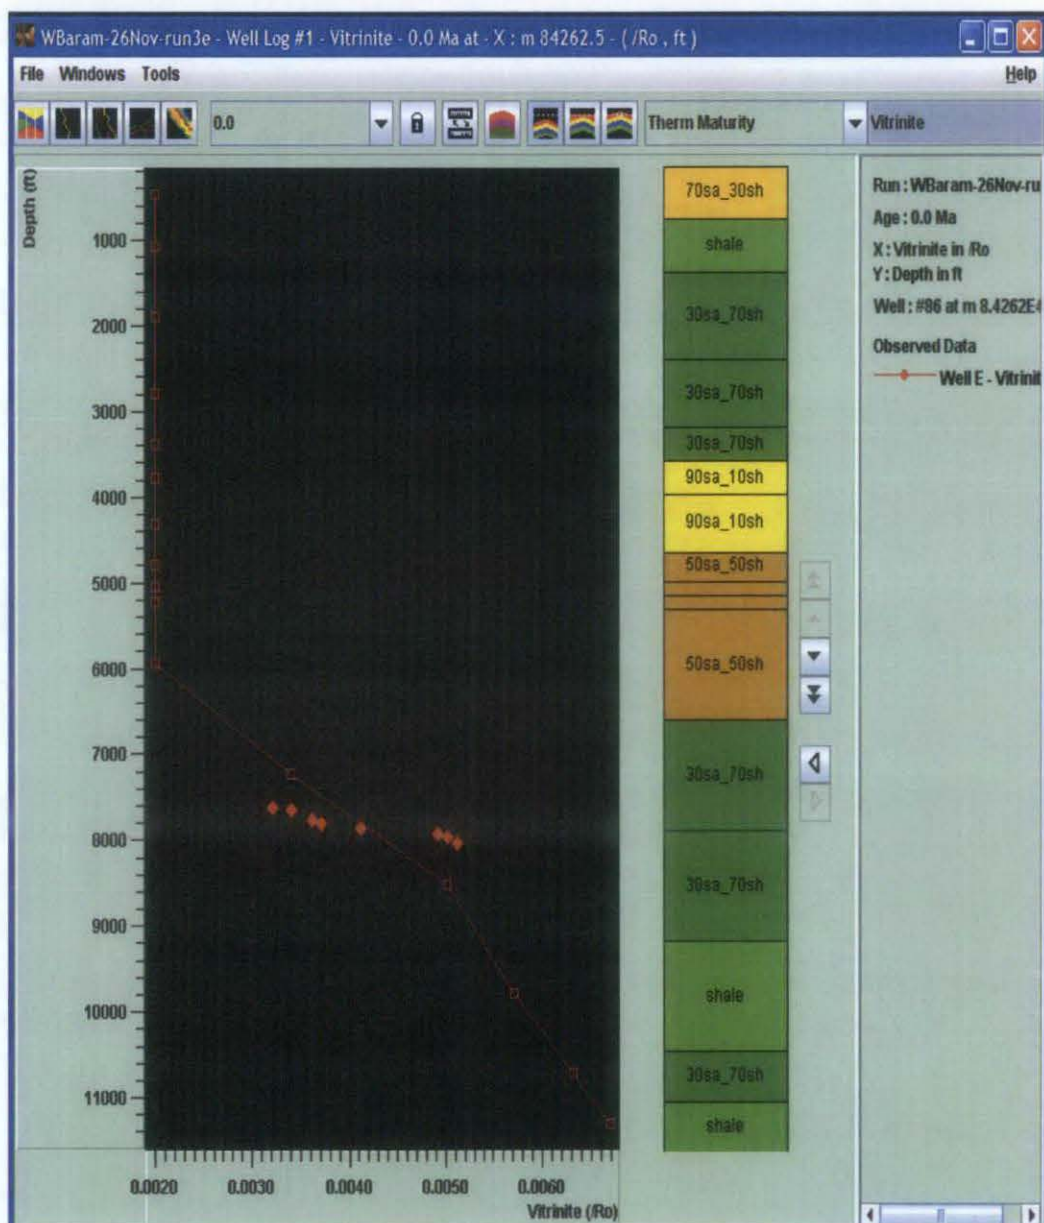 WBaram-26Nov-run3e - Well Log #1 - Vitrinite - 0.0 Ma at - X : m 84262.5 - ( /Ro , ft )
File Windows Tools Help
0.0 Therm Maturity Vitrinite
Depth (ft)
1000
2000
3000
4000
5000
6000
7000
8000
9000
10000
11000
0.0020 0.0030 0.0040 0.0050 0.0060
Vitrinite (/Ro)
70sa_30sh
shale
30sa_70sh
30sa_70sh
30sa_70sh
90sa_10sh
90sa_10sh
50sa_50sh
50sa_50sh
30sa_70sh
30sa_70sh
shale
30sa_70sh
shale
Run : WBaram-26Nov-ru
Age : 0.0 Ma
X : Vitrinite in /Ro
Y : Depth in ft
Well : #86 at m 8.4262E4
Observed Data
Well E - Vitrinit